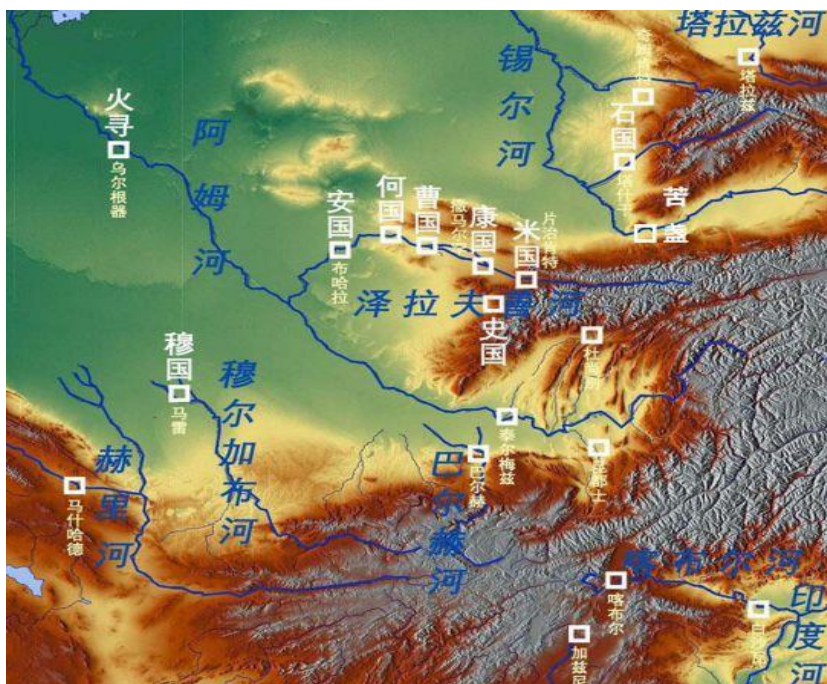 塔拉兹河
塔拉兹
锡尔河
石国
塔什干
火寻
乌尔根器
阿姆河
苦盏
何国
曹国
安国
布哈拉
康国
撒马尔罕
米国
片治肯特
泽拉夫善河
史国
杜尚别
穆国
马雷
穆尔加布河
泰尔梅兹
昆都士
巴尔赫
巴尔赫河
赫里河
马什哈德
喀布尔河
喀布尔
印度河
加兹尼